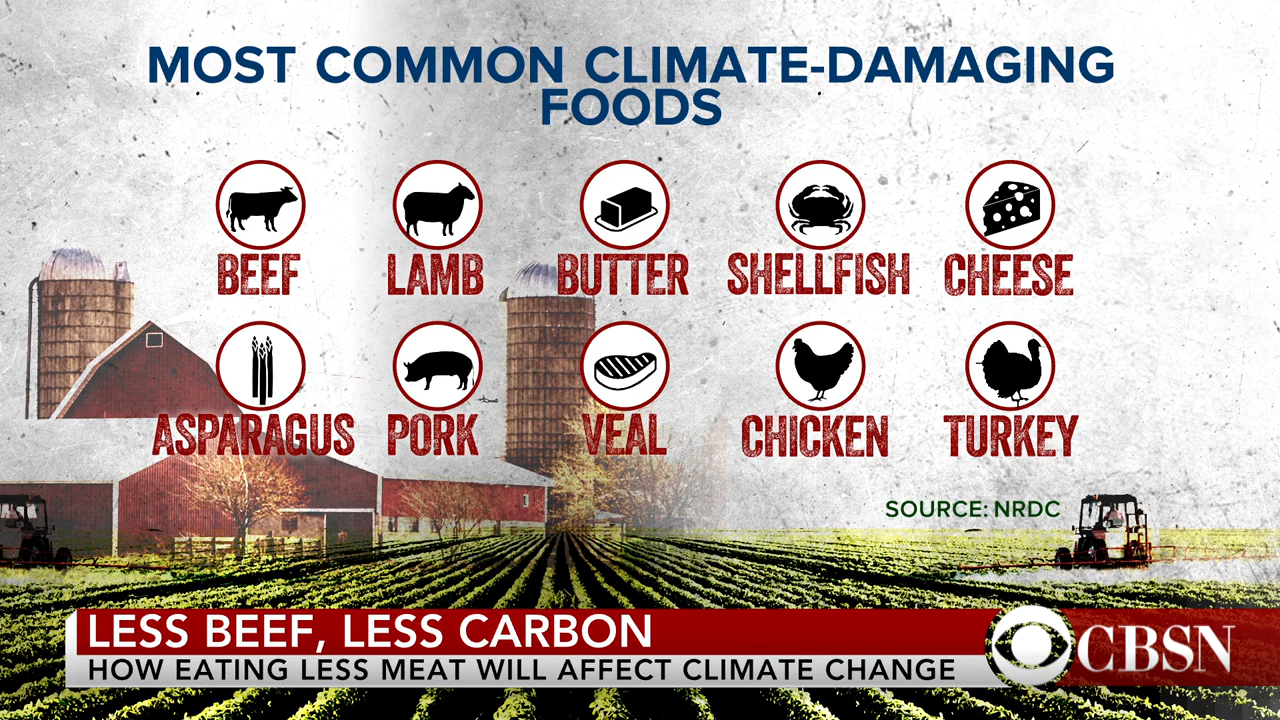 MOST COMMON CLIMATE-DAMAGING
FOODS
BEEF LAMB BUTTER SHELLFISH CHEESE
ASPARAGUS PORK VEAL CHICKEN TURKEY
SOURCE: NRDC
LESS BEEF, LESS CARBON
HOW EATING LESS MEAT WILL AFFECT CLIMATE CHANGE
CBSN